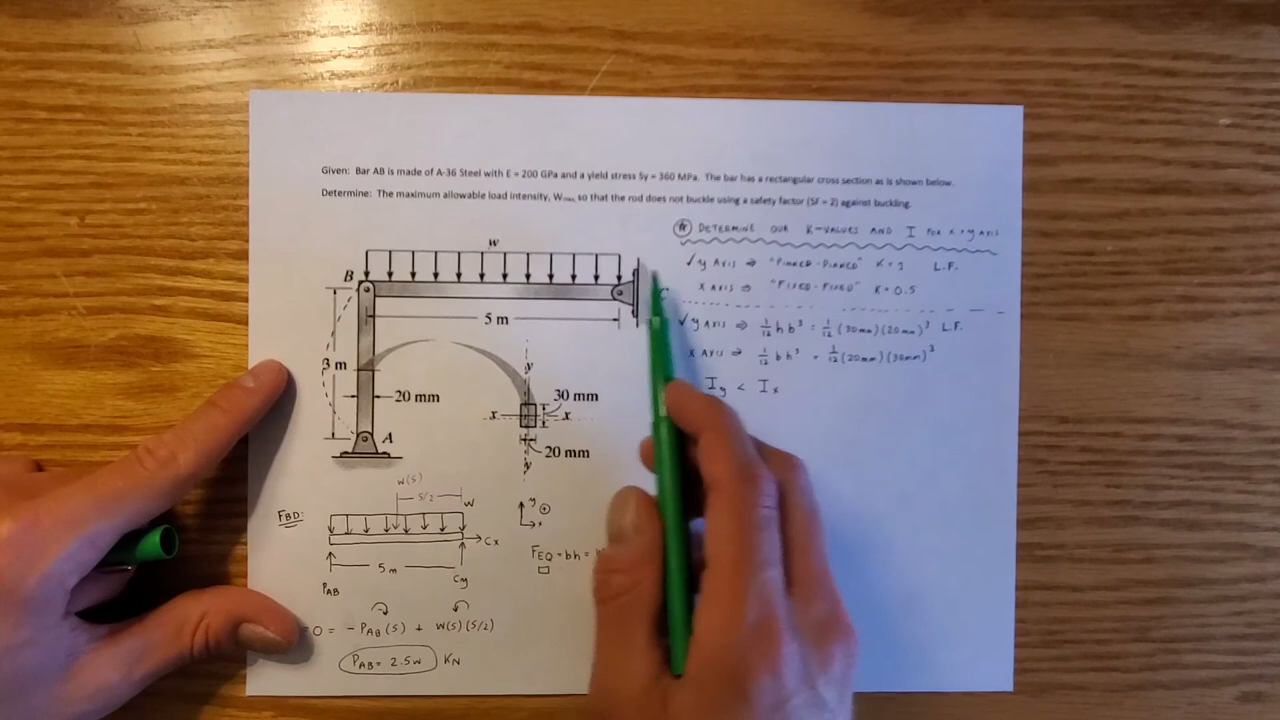 Given: Bar AB is made of A-36 Steel with E = 200 GPa and a yield stress Sy = 360 MPa. The bar has a rectangular cross section as is shown below.
Determine: The maximum allowable load intensity, Wmax, so that the rod does not buckle using a safety factor (SF = 2) against buckling.
DETERMINE OUR K-VALUES AND I FOR X+Y AXIS
✓ y AXIS ⇒ "PINNED-PINNED" K=1 L.F.
X AXIS ⇒ "FIXED-FIXED" K=0.5
✓ y AXIS ⇒ 1/12 hb³ = 1/12 (30mm)(20mm)³ L.F.
X AXIS ⇒ 1/12 bh³ = 1/12 (20mm)(30mm)³
Iy < Ix
w
B
C
5 m
3 m
20 mm
A
y
x
x
30 mm
20 mm
y
FBD:
W(5)
5/2
W
Cx
5m
PAB
Cy
y
x
+
FEQ = bh =
=0 = - PAB(5) + W(5)(5/2)
PAB = 2.5W KN